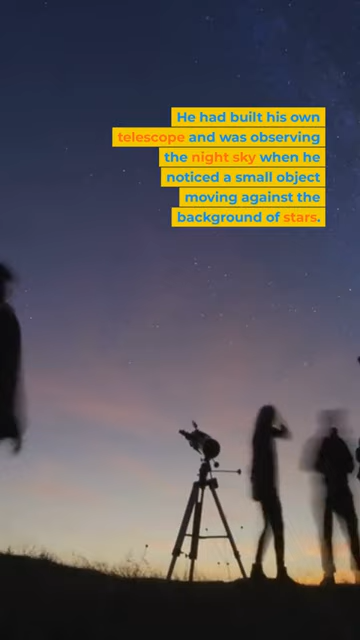 He had built his own
telescope and was observing
the night sky when he
noticed a small object
moving against the
background of stars.